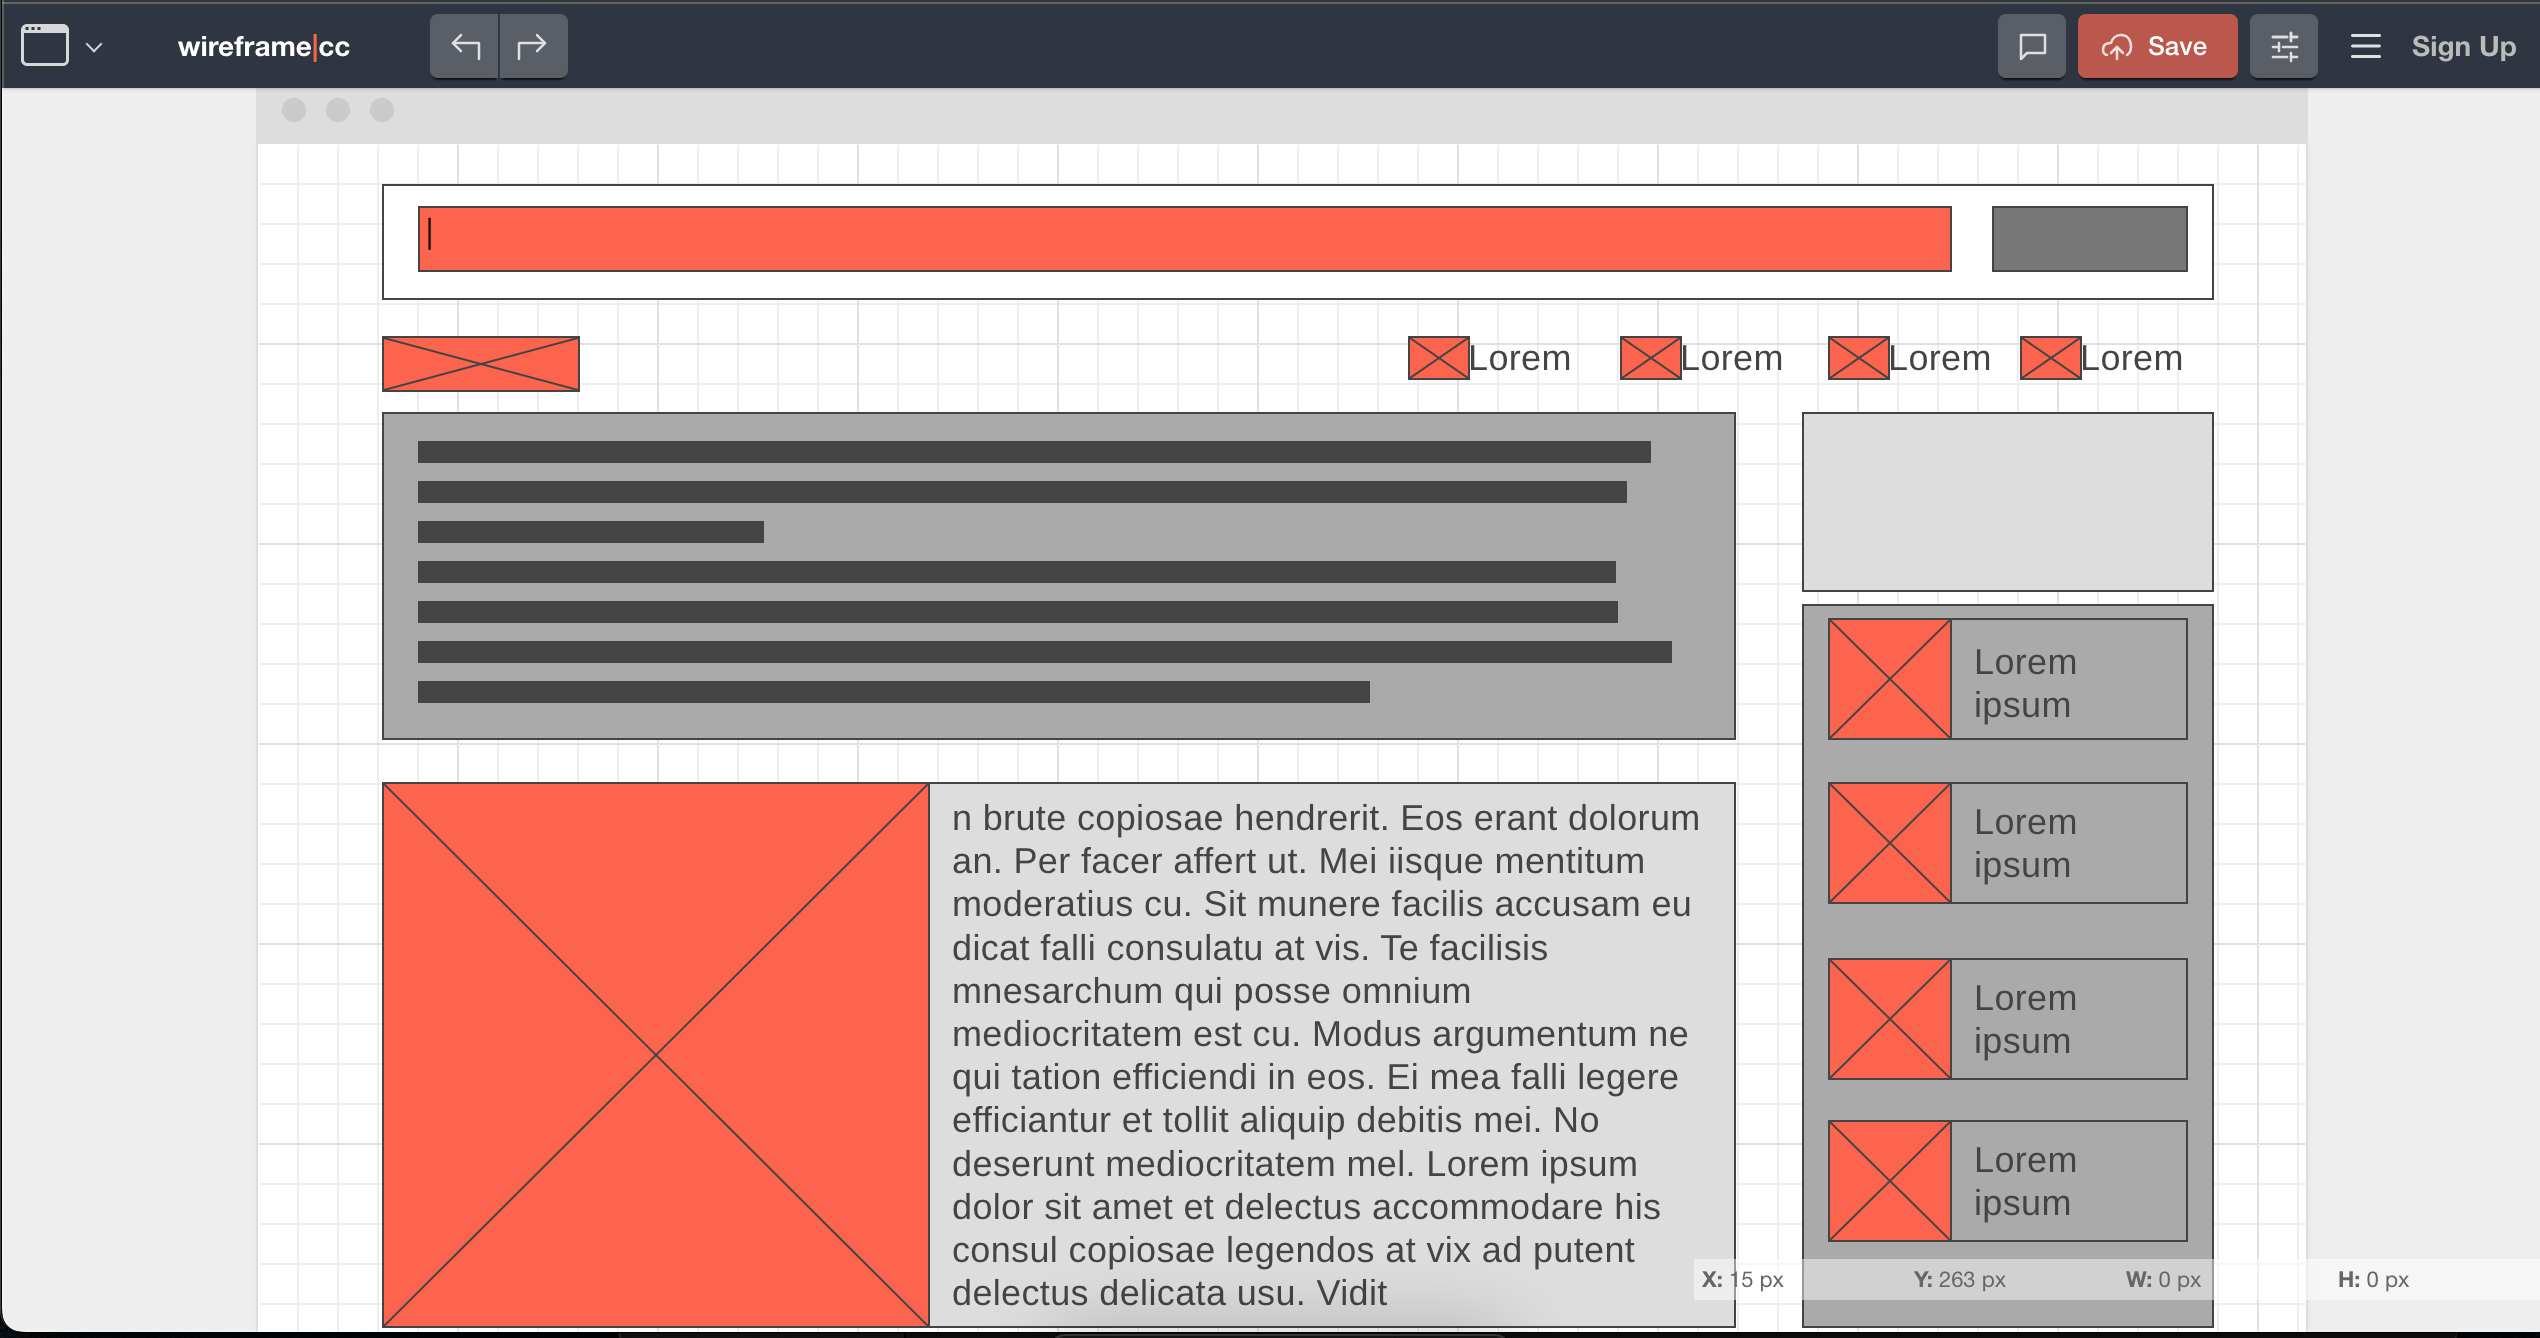 wireframe|cc
Save
Sign Up
Lorem
Lorem
Lorem
Lorem
n brute copiosae hendrerit. Eos erant dolorum
an. Per facer affert ut. Mei iisque mentitum
moderatius cu. Sit munere facilis accusam eu
dicat falli consulatu at vis. Te facilisis
mnesarchum qui posse omnium
mediocritatem est cu. Modus argumentum ne
qui tation efficiendi in eos. Ei mea falli legere
efficiantur et tollit aliquip debitis mei. No
deserunt mediocritatem mel. Lorem ipsum
dolor sit amet et delectus accommodare his
consul copiosae legendos at vix ad putent
delectus delicata usu. Vidit
Lorem
ipsum
Lorem
ipsum
Lorem
ipsum
Lorem
ipsum
X: 15 px Y: 263 px W: 0 px H: 0 px